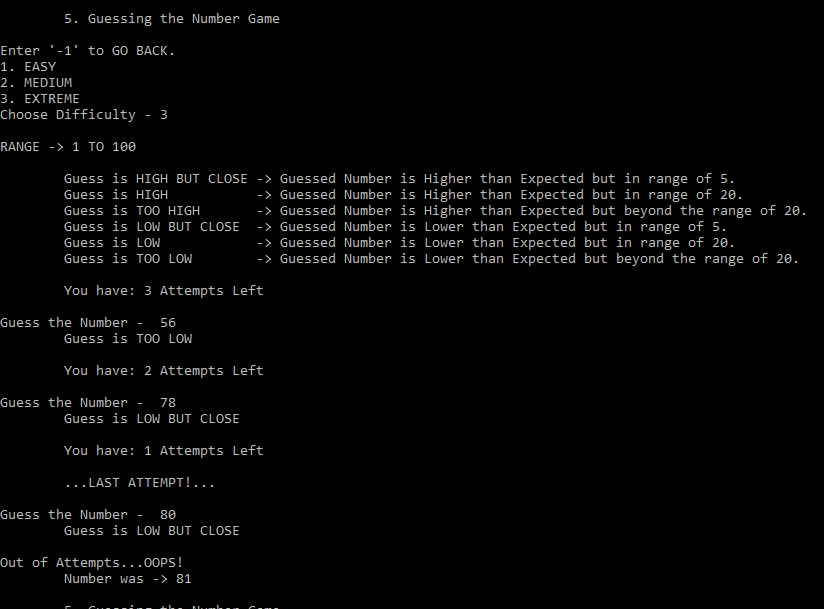 5. Guessing the Number Game
Enter '-1' to GO BACK.
1. EASY
2. MEDIUM
3. EXTREME
Choose Difficulty - 3
RANGE -> 1 TO 100
Guess is HIGH BUT CLOSE -> Guessed Number is Higher than Expected but in range of 5.
Guess is HIGH           -> Guessed Number is Higher than Expected but in range of 20.
Guess is TOO HIGH       -> Guessed Number is Higher than Expected but beyond the range of 20.
Guess is LOW BUT CLOSE  -> Guessed Number is Lower than Expected but in range of 5.
Guess is LOW            -> Guessed Number is Lower than Expected but in range of 20.
Guess is TOO LOW        -> Guessed Number is Lower than Expected but beyond the range of 20.
You have: 3 Attempts Left
Guess the Number -  56
Guess is TOO LOW
You have: 2 Attempts Left
Guess the Number -  78
Guess is LOW BUT CLOSE
You have: 1 Attempts Left
...LAST ATTEMPT!...
Guess the Number -  80
Guess is LOW BUT CLOSE
Out of Attempts...OOPS!
Number was -> 81
5. Guessing the Number Game